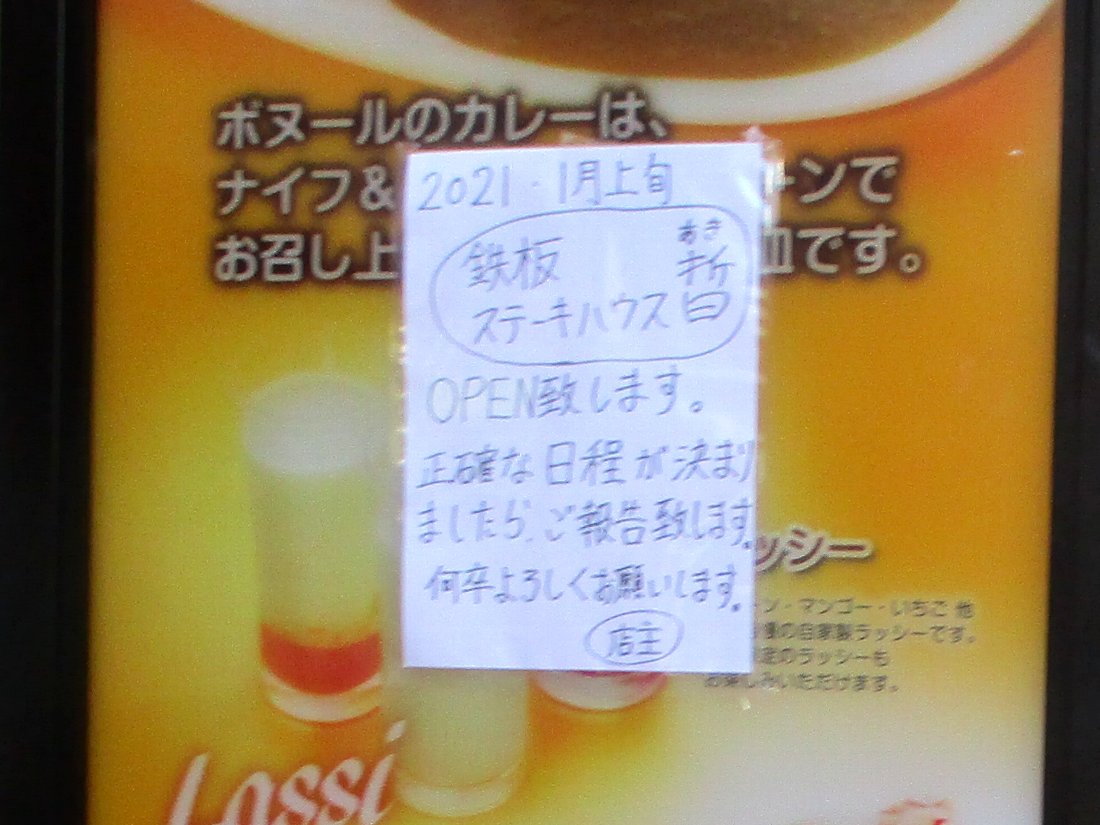 ボヌールのカレーは、
ナイフ&
ーンで
お召し上
皿です。
2021.1月上旬
鉄板
ステーキハウス
あき
哲
OPEN致します。
正確な日程が決まり
ましたら、ご報告致します。
何卒よろしくお願いします。
店主
ッシー
ン・マンゴー・いちご 他
の自家製ラッシーです。
定のラッシーも
お楽しみいただけます。
Lassi